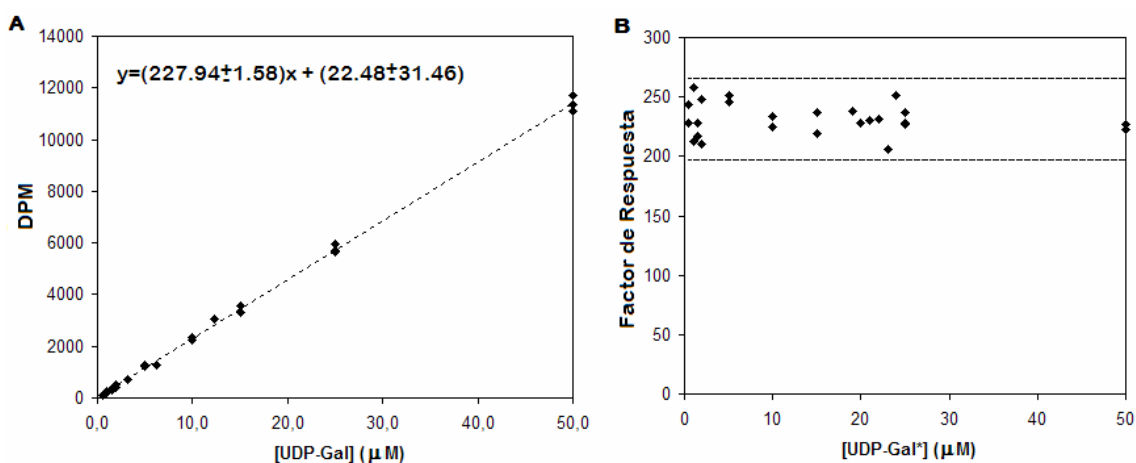 A
y=(227.94±1.58)x + (22.48±31.46)
DPM
14000
12000
10000
8000
6000
4000
2000
0
0,0 10,0 20,0 30,0 40,0 50,0
[UDP-Gal] (μM)
B
Factor de Respuesta
300
250
200
150
100
50
0
0 10 20 30 40 50
[UDP-Gal*] (μM)